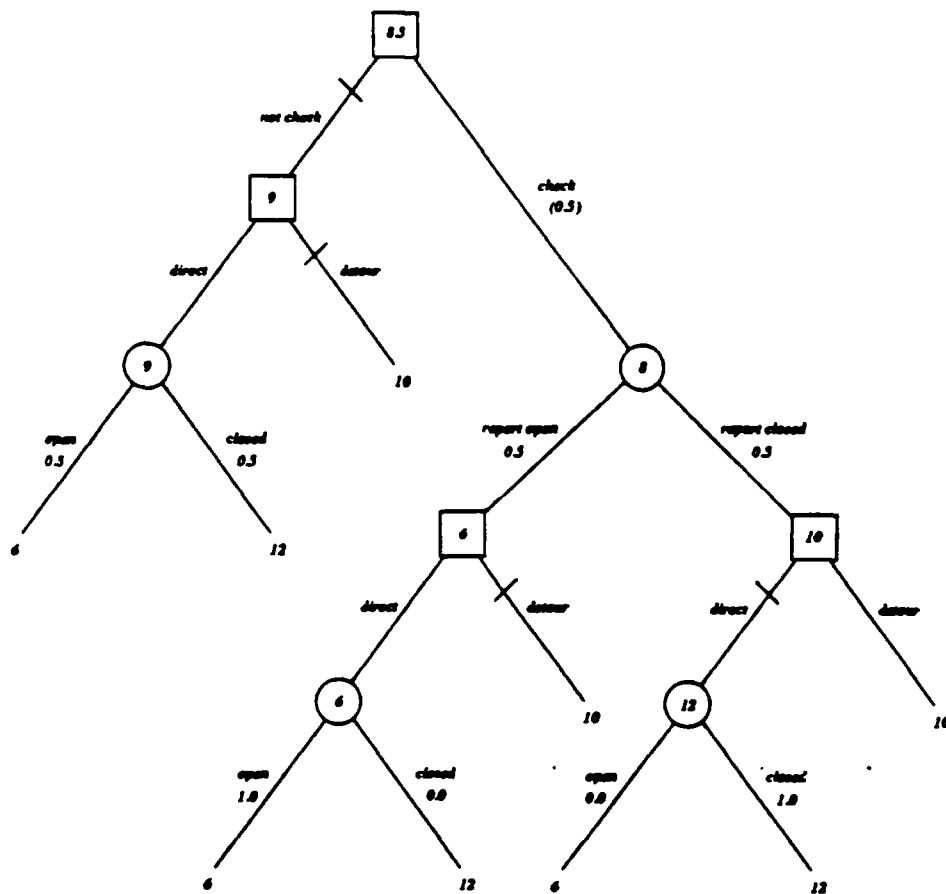 8.5
not check
check
(0.5)
9
direct
detour
9
10
8
open
0.5
closed
0.5
report open
0.5
report closed
0.5
6
12
6
10
direct
detour
direct
detour
6
10
12
10
open
1.0
closed
0.0
open
0.0
closed
1.0
6
12
6
12